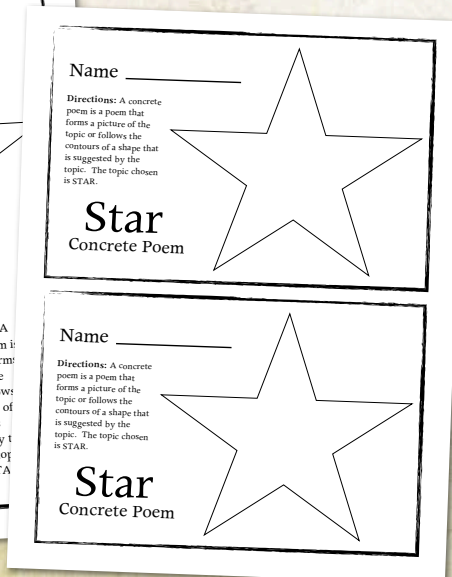 Name
Directions: A concrete
poem is a poem that
forms a picture of the
topic or follows the
contours of a shape that
is suggested by the
topic. The topic chosen
is STAR.
Star
Concrete Poem
Name
Directions: A concrete
poem is a poem that
forms a picture of the
topic or follows the
contours of a shape that
is suggested by the
topic. The topic chosen
is STAR.
Star
Concrete Poem